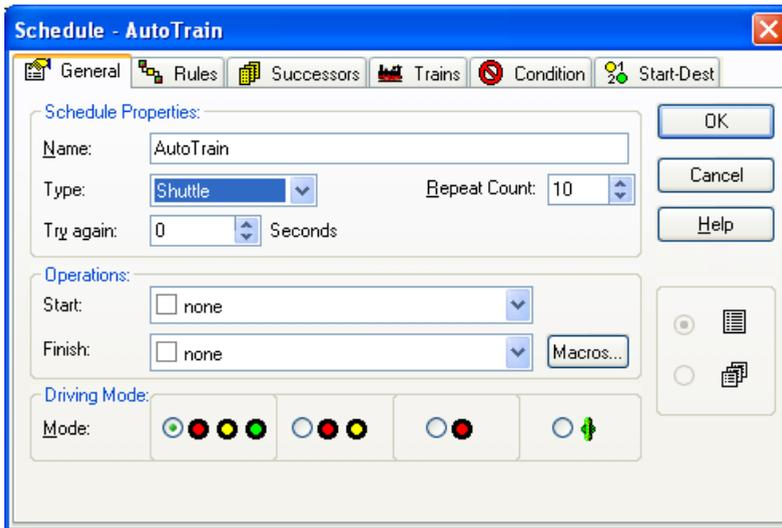 Schedule - AutoTrain
General Rules Successors Trains Condition Start-Dest
Schedule Properties:
Name: AutoTrain
Type: Shuttle Repeat Count: 10
Try again: 0 Seconds
Operations:
Start: none
Finish: none Macros...
Driving Mode:
Mode:
OK
Cancel
Help